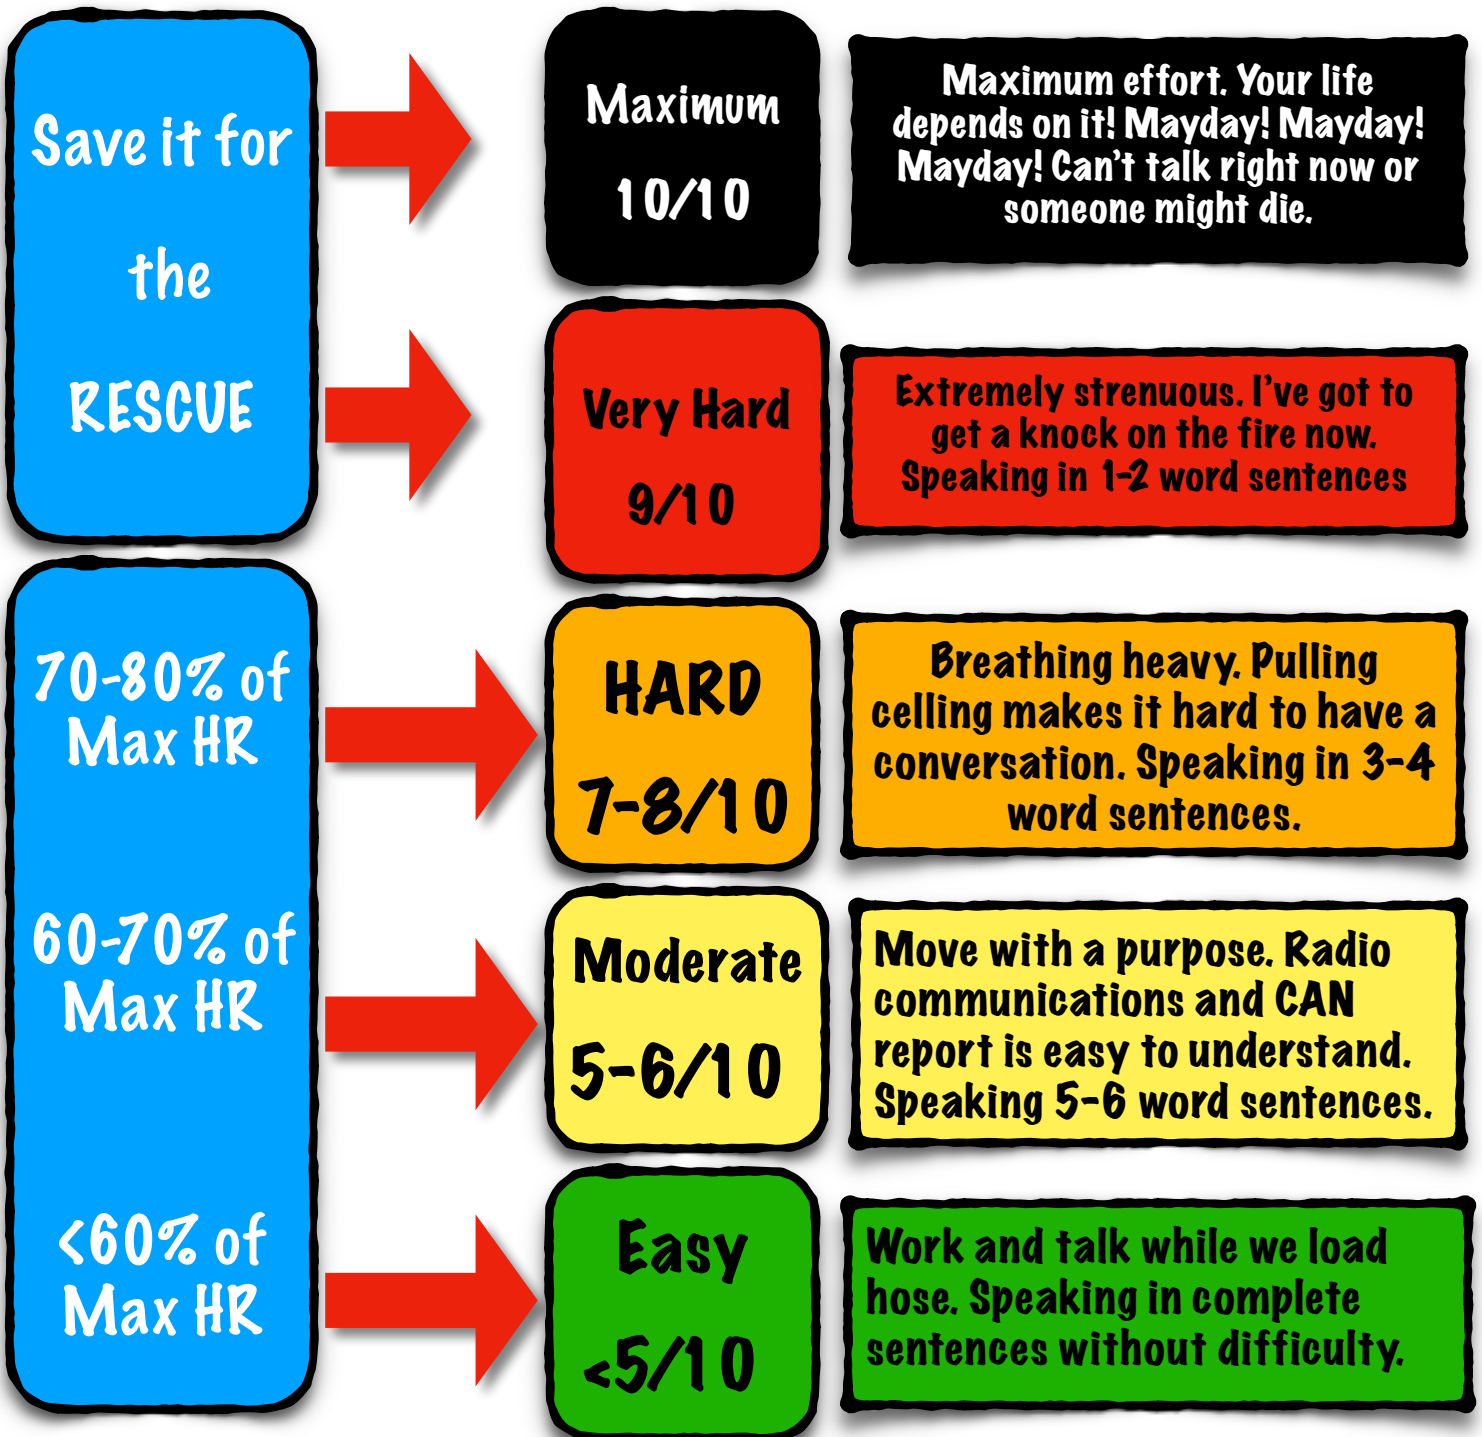 Save it for
the
RESCUE
Maximum
10/10
Maximum effort. Your life
depends on it! Mayday! Mayday!
Mayday! Can't talk right now or
someone might die.
Very Hard
9/10
Extremely strenuous. I've got to
get a knock on the fire now.
Speaking in 1-2 word sentences
70-80% of
Max HR
HARD
7-8/10
Breathing heavy. Pulling
celling makes it hard to have a
conversation. Speaking in 3-4
word sentences.
60-70% of
Max HR
Moderate
5-6/10
Move with a purpose. Radio
communications and CAN
report is easy to understand.
Speaking 5-6 word sentences.
<60% of
Max HR
Easy
<5/10
Work and talk while we load
hose. Speaking in complete
sentences without difficulty.